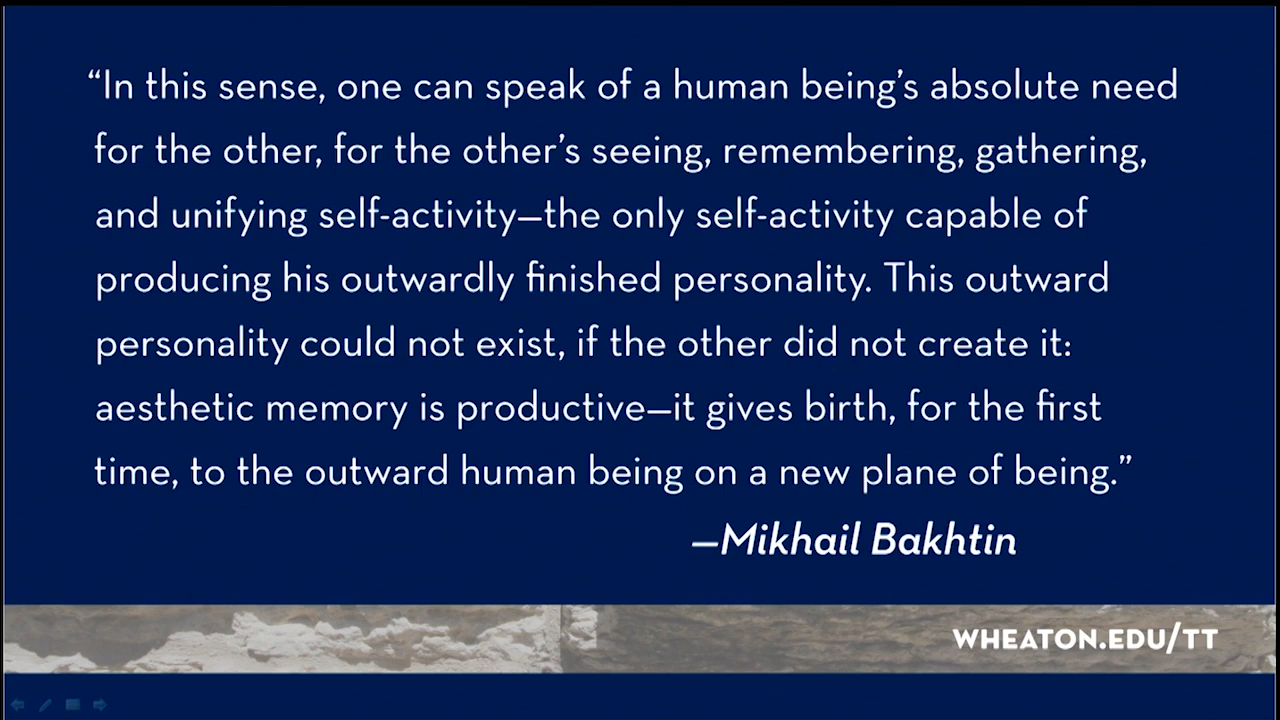 “In this sense, one can speak of a human being’s absolute need
for the other, for the other’s seeing, remembering, gathering,
and unifying self-activity—the only self-activity capable of
producing his outwardly finished personality. This outward
personality could not exist, if the other did not create it:
aesthetic memory is productive—it gives birth, for the first
time, to the outward human being on a new plane of being.”
—Mikhail Bakhtin
WHEATON.EDU/TT